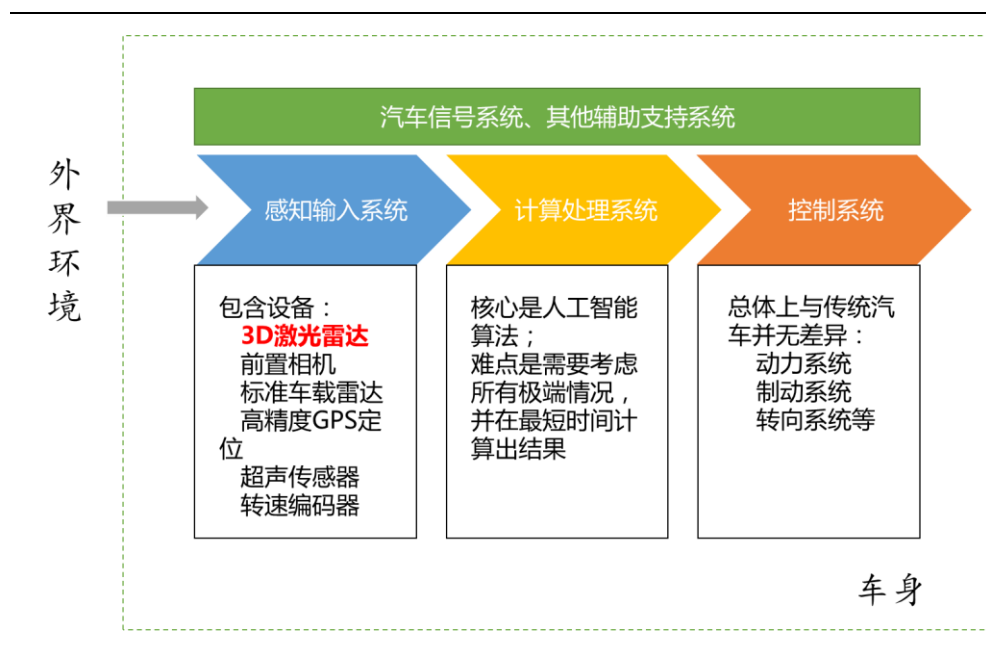 汽车信号系统、其他辅助支持系统
外界环境
感知输入系统
计算处理系统
控制系统
包含设备：
3D激光雷达
前置相机
标准车载雷达
高精度GPS定
位
超声传感器
转速编码器
核心是人工智能
算法；
难点是需要考虑
所有极端情况，
并在最短时间计
算出结果
总体上与传统汽
车并无差异：
动力系统
制动系统
转向系统等
车身